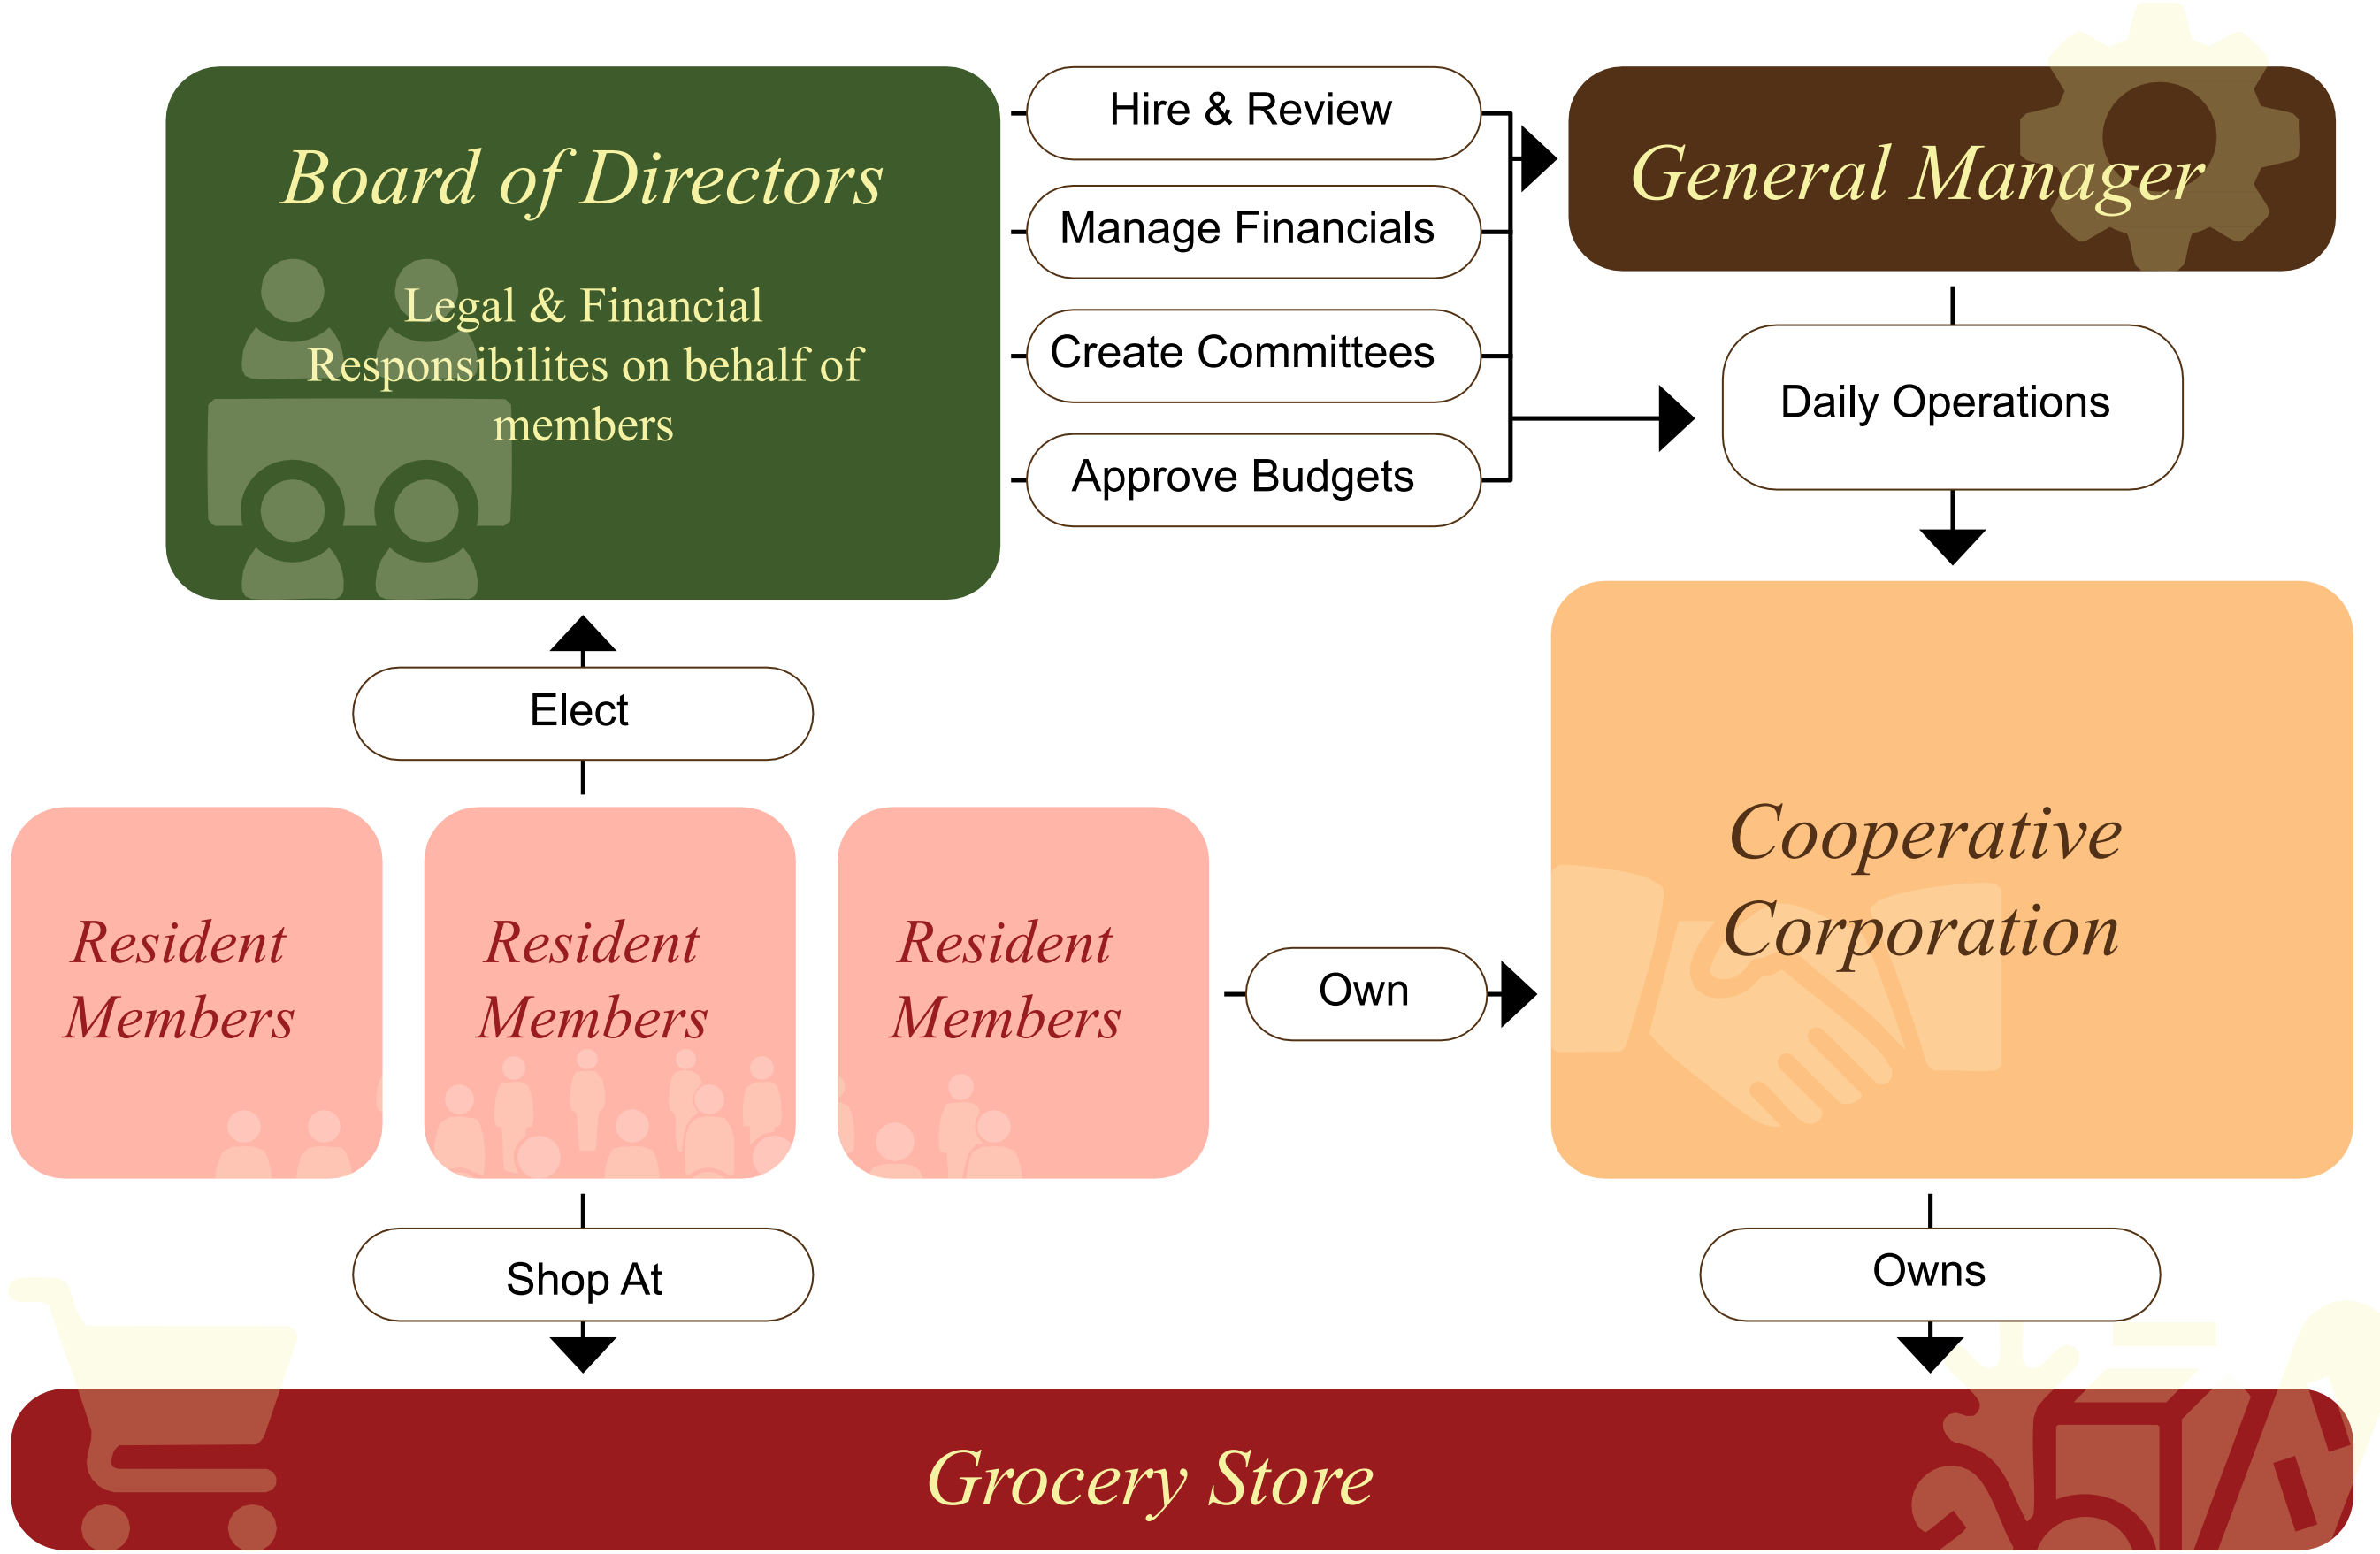 Board of Directors
Legal & Financial
Responsibilites on behalf of
members
Hire & Review
Manage Financials
Create Committees
Approve Budgets
General Manager
Daily Operations
Elect
Resident
Members
Resident
Members
Resident
Members
Own
Cooperative
Corporation
Shop At
Owns
Grocery Store